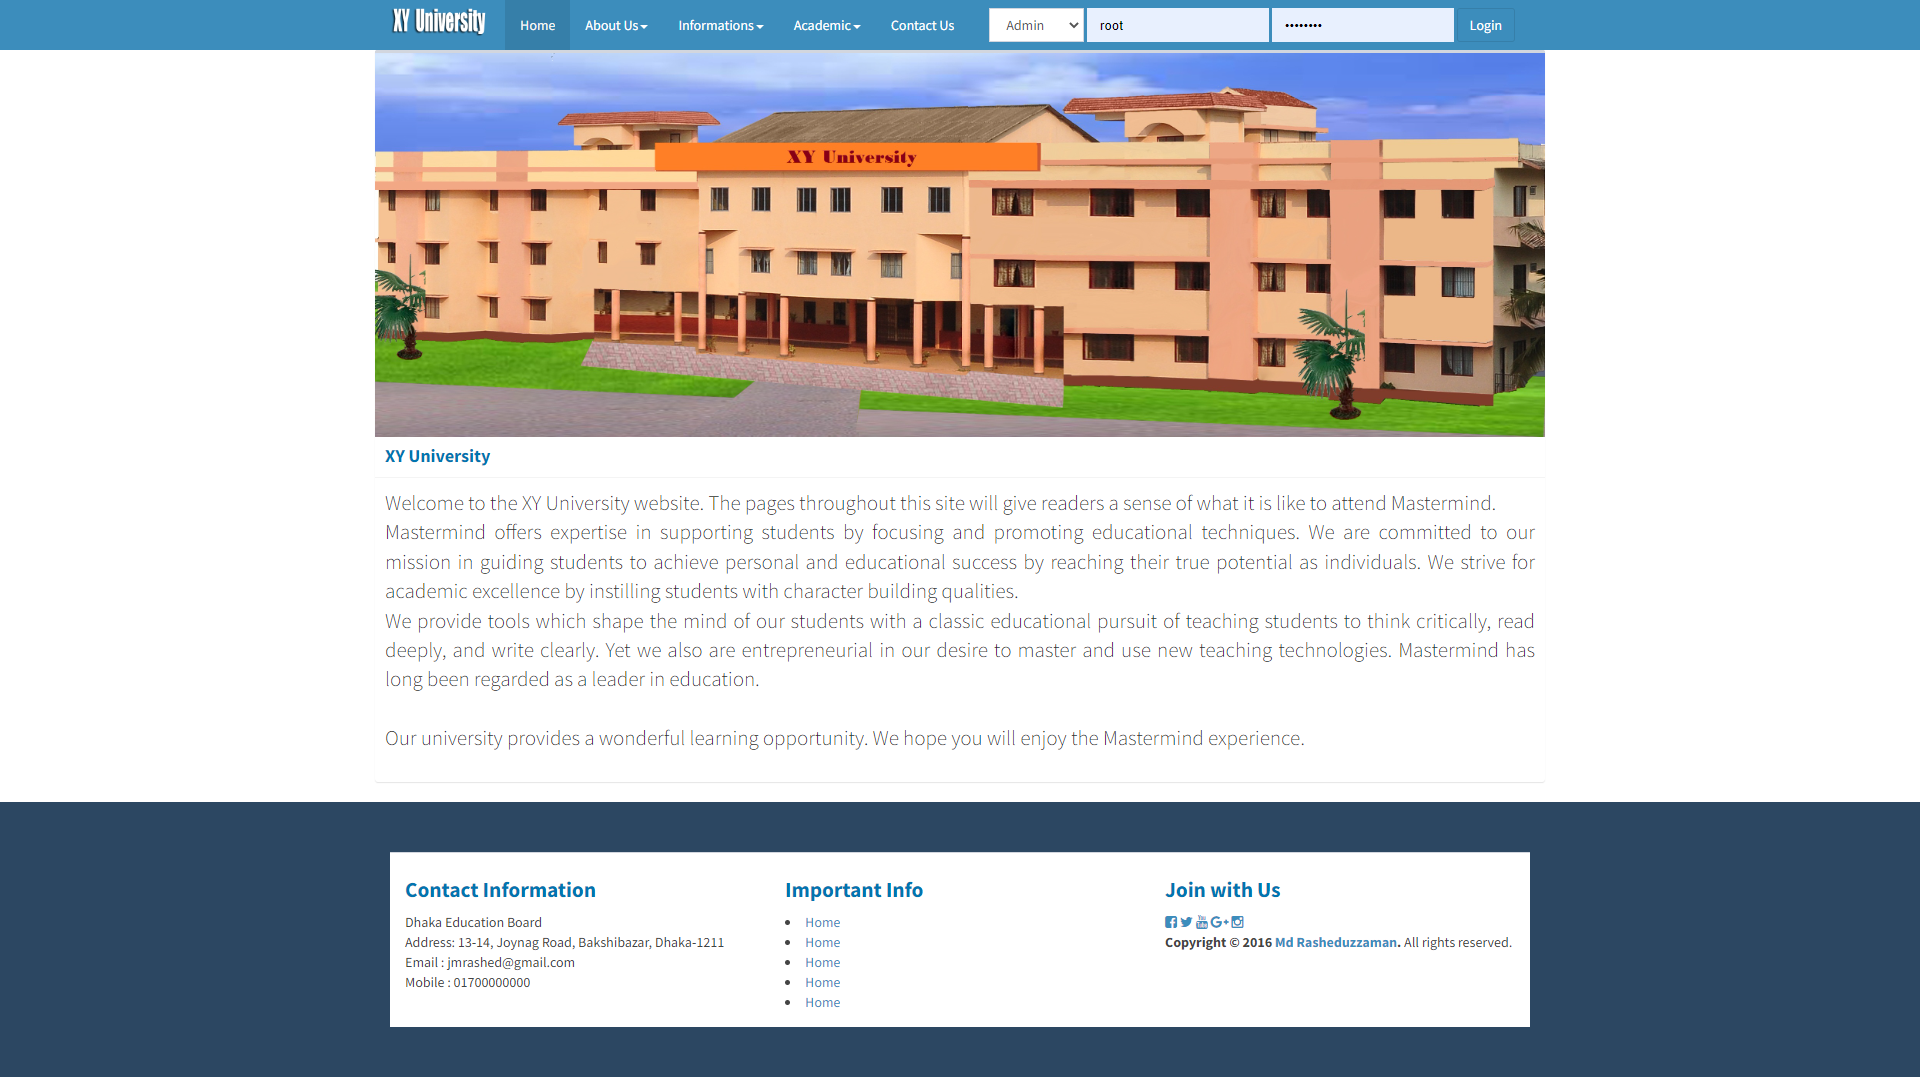 XY University
Home
About Us
Informations
Academic
Contact Us
Admin
root
••••••••
Login
XY University
XY University
Welcome to the XY University website. The pages throughout this site will give readers a sense of what it is like to attend Mastermind.
Mastermind offers expertise in supporting students by focusing and promoting educational techniques. We are committed to our
mission in guiding students to achieve personal and educational success by reaching their true potential as individuals. We strive for
academic excellence by instilling students with character building qualities.
We provide tools which shape the mind of our students with a classic educational pursuit of teaching students to think critically, read
deeply, and write clearly. Yet we also are entrepreneurial in our desire to master and use new teaching technologies. Mastermind has
long been regarded as a leader in education.
Our university provides a wonderful learning opportunity. We hope you will enjoy the Mastermind experience.
Contact Information
Dhaka Education Board
Address: 13-14, Joynag Road, Bakshibazar, Dhaka-1211
Email : jmrashed@gmail.com
Mobile : 01700000000
Important Info
Home
Home
Home
Home
Home
Join with Us
Copyright © 2016 Md Rasheduzzaman. All rights reserved.